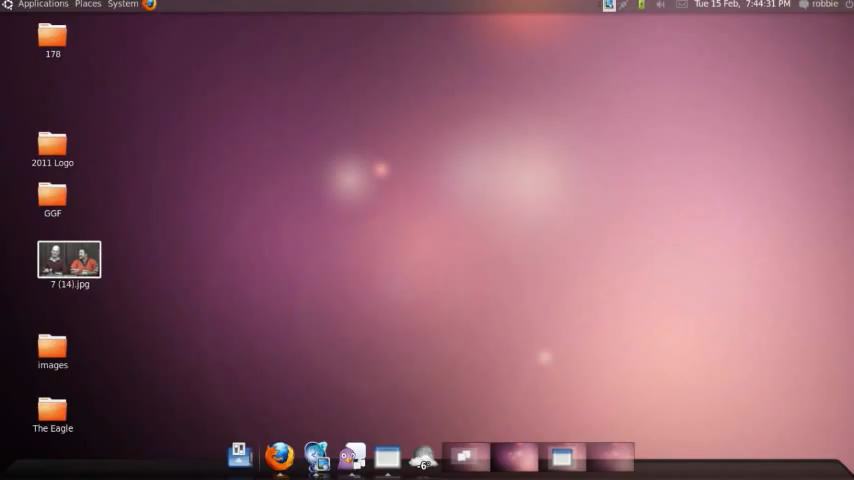 Applications Places System
Tue 15 Feb, 7:44:31 PM robbie
178
2011 Logo
GGF
7 (14).jpg
images
The Eagle
-6°